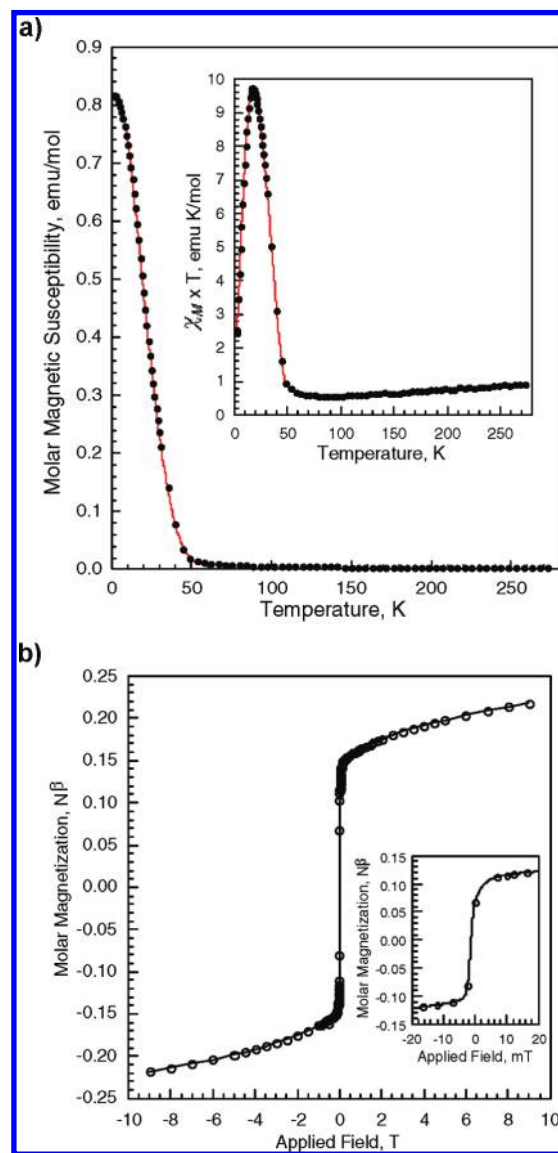 a)
0.9
0.8
0.7
0.6
0.5
0.4
0.3
0.2
0.1
0.0
Molar Magnetic Susceptibility, emu/mol
0 50 100 150 200 250
Temperature, K
10
9
8
7
6
5
4
3
2
1
0
χM x T, emu K/mol
0 50 100 150 200 250
Temperature, K
b)
0.25
0.20
0.15
0.10
0.05
0.00
-0.05
-0.10
-0.15
-0.20
-0.25
Molar Magnetization, Nβ
-10 -8 -6 -4 -2 0 2 4 6 8 10
Applied Field, T
0.15
0.10
0.05
0.00
-0.05
-0.10
-0.15
Molar Magnetization, Nβ
-20 -10 0 10 20
Applied Field, mT